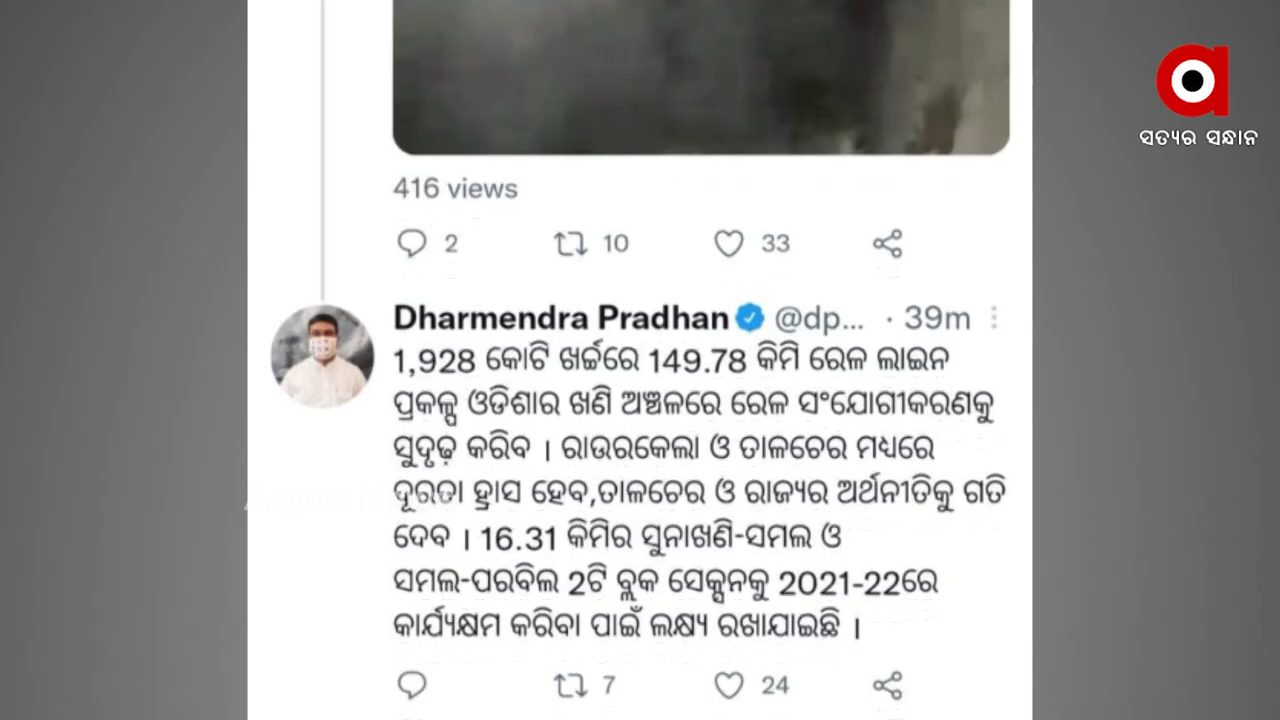 ସତ୍ୟର ସନ୍ଧାନ
416 views
2 10 33
Dharmendra Pradhan @dp... · 39m
1,928 କୋଟି ଖର୍ଚ୍ଚରେ 149.78 କିମି ରେଳ ଲାଇନ
ପ୍ରକଳ୍ପ ଓଡିଶାର ଖଣି ଅଞ୍ଚଳରେ ରେଳ ସଂଯୋଗୀକରଣକୁ
ସୁଦୃଢ଼ କରିବ । ରାଉରକେଲା ଓ ତାଳଚେର ମଧ୍ୟରେ
ଦୂରତା ହ୍ରାସ ହେବ,ତାଳଚେର ଓ ରାଜ୍ୟର ଅର୍ଥନୀତିକୁ ଗତି
ଦେବ । 16.31 କିମିର ସୁନାଖଣି-ସମଲ ଓ
ସମଲ-ପରବିଲ 2ଟି ବ୍ଲକ ସେକ୍ସନକୁ 2021-22ରେ
କାର୍ଯ୍ୟକ୍ଷମ କରିବା ପାଇଁ ଲକ୍ଷ୍ୟ ରଖାଯାଇଛି ।
7 24